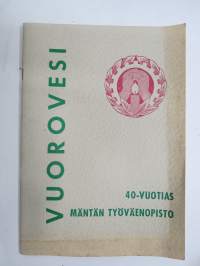 VUOROVESI
40-VUOTIAS
MÄNTÄN TYÖVÄENOPISTO